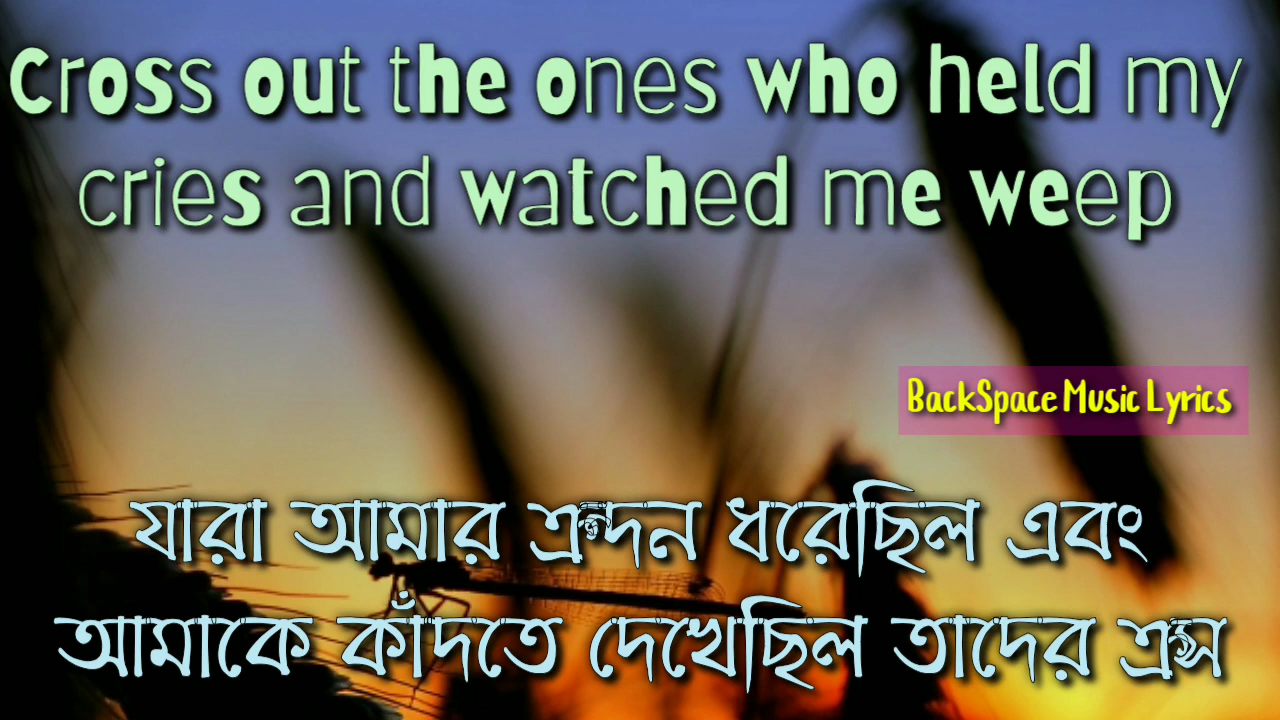 Cross out the ones who held my
cries and watched me weep
BackSpace Music Lyrics
যারা আমার ক্রন্দন ধরেছিল এবং
আমাকে কাঁদতে দেখেছিল তাদের ক্রস